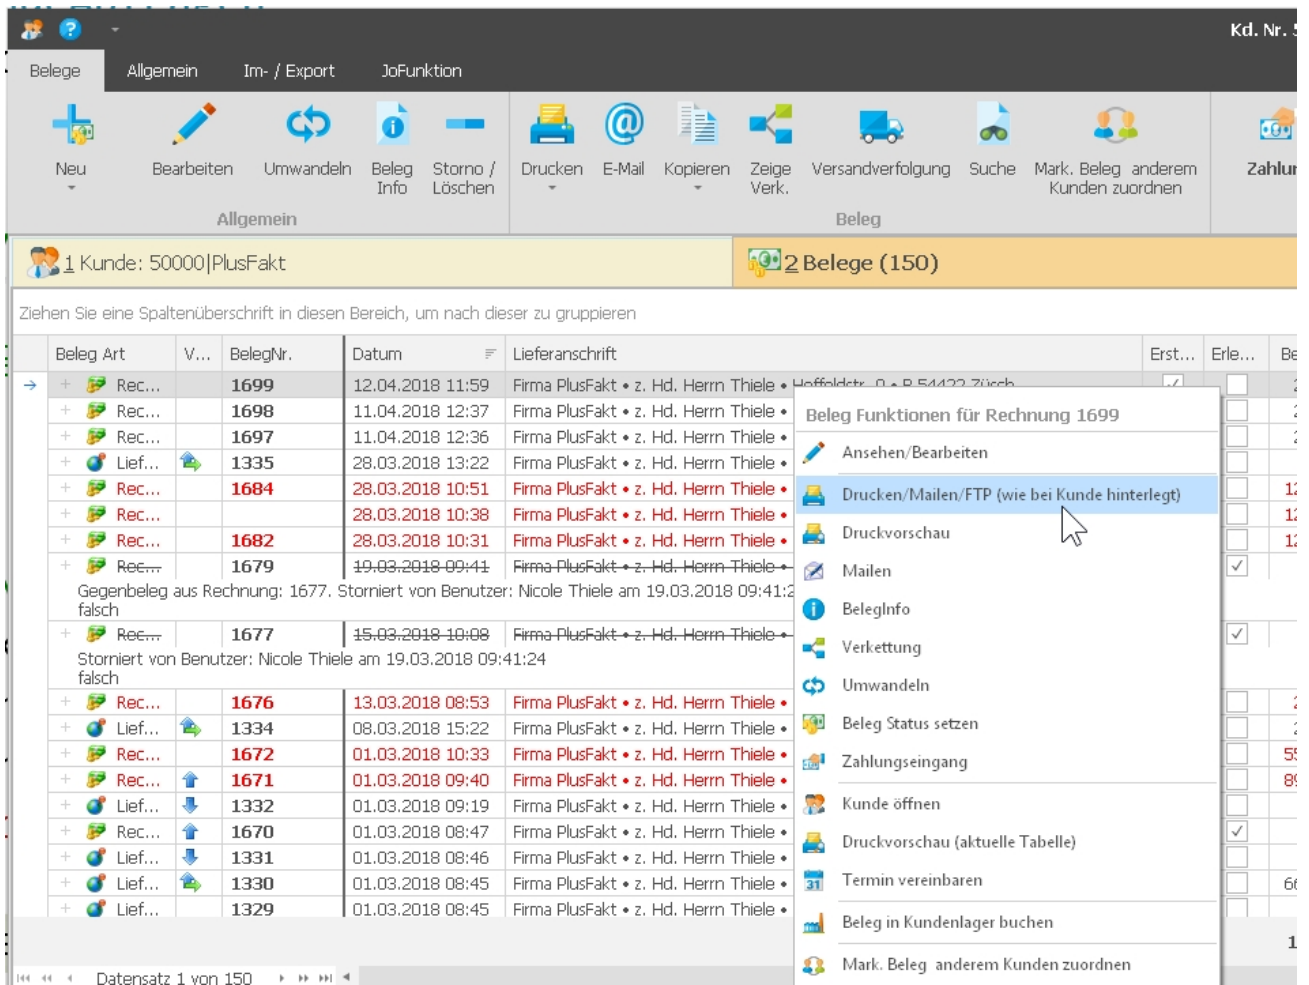 Kd. Nr. 5
Belege Allgemein Im- / Export JoFunktion
Neu Bearbeiten Umwandeln Beleg Info Storno / Löschen Drucken E-Mail Kopieren Zeige Verk. Versandverfolgung Suche Mark. Beleg anderem Kunden zuordnen Zahlun
Allgemein Beleg
1 Kunde: 50000|PlusFakt 2 Belege (150)
Ziehen Sie eine Spaltenüberschrift in diesen Bereich, um nach dieser zu gruppieren
Beleg Art V... BelegNr. Datum Lieferanschrift Erst... Erle... Be
Rec... 1699 12.04.2018 11:59 Firma PlusFakt • z. Hd. Herrn Thiele •
Rec... 1698 11.04.2018 12:37 Firma PlusFakt • z. Hd. Herrn Thiele •
Rec... 1697 11.04.2018 12:36 Firma PlusFakt • z. Hd. Herrn Thiele •
Lief... 1335 28.03.2018 13:22 Firma PlusFakt • z. Hd. Herrn Thiele •
Rec... 1684 28.03.2018 10:51 Firma PlusFakt • z. Hd. Herrn Thiele • 12
Rec... 28.03.2018 10:38 Firma PlusFakt • z. Hd. Herrn Thiele • 12
Rec... 1682 28.03.2018 10:31 Firma PlusFakt • z. Hd. Herrn Thiele • 12
Rec... 1679 19.03.2018 09:41 Firma PlusFakt • z. Hd. Herrn Thiele •
Gegenbeleg aus Rechnung: 1677. Storniert von Benutzer: Nicole Thiele am 19.03.2018 09:41:2
falsch
Rec... 1677 15.03.2018 10:08 Firma PlusFakt • z. Hd. Herrn Thiele •
Storniert von Benutzer: Nicole Thiele am 19.03.2018 09:41:24
falsch
Rec... 1676 13.03.2018 08:53 Firma PlusFakt • z. Hd. Herrn Thiele • 2
Lief... 1334 08.03.2018 15:22 Firma PlusFakt • z. Hd. Herrn Thiele • 2
Rec... 1672 01.03.2018 10:33 Firma PlusFakt • z. Hd. Herrn Thiele • 55
Rec... 1671 01.03.2018 09:40 Firma PlusFakt • z. Hd. Herrn Thiele • 89
Lief... 1332 01.03.2018 09:19 Firma PlusFakt • z. Hd. Herrn Thiele •
Rec... 1670 01.03.2018 08:47 Firma PlusFakt • z. Hd. Herrn Thiele •
Lief... 1331 01.03.2018 08:46 Firma PlusFakt • z. Hd. Herrn Thiele •
Lief... 1330 01.03.2018 08:45 Firma PlusFakt • z. Hd. Herrn Thiele • 66
Lief... 1329 01.03.2018 08:45 Firma PlusFakt • z. Hd. Herrn Thiele •
1
Datensatz 1 von 150
Beleg Funktionen für Rechnung 1699
Ansehen/Bearbeiten
Drucken/Mailen/FTP (wie bei Kunde hinterlegt)
Druckvorschau
Mailen
BelegInfo
Verkettung
Umwandeln
Beleg Status setzen
Zahlungseingang
Kunde öffnen
Druckvorschau (aktuelle Tabelle)
31 Termin vereinbaren
Beleg in Kundenlager buchen
Mark. Beleg anderem Kunden zuordnen